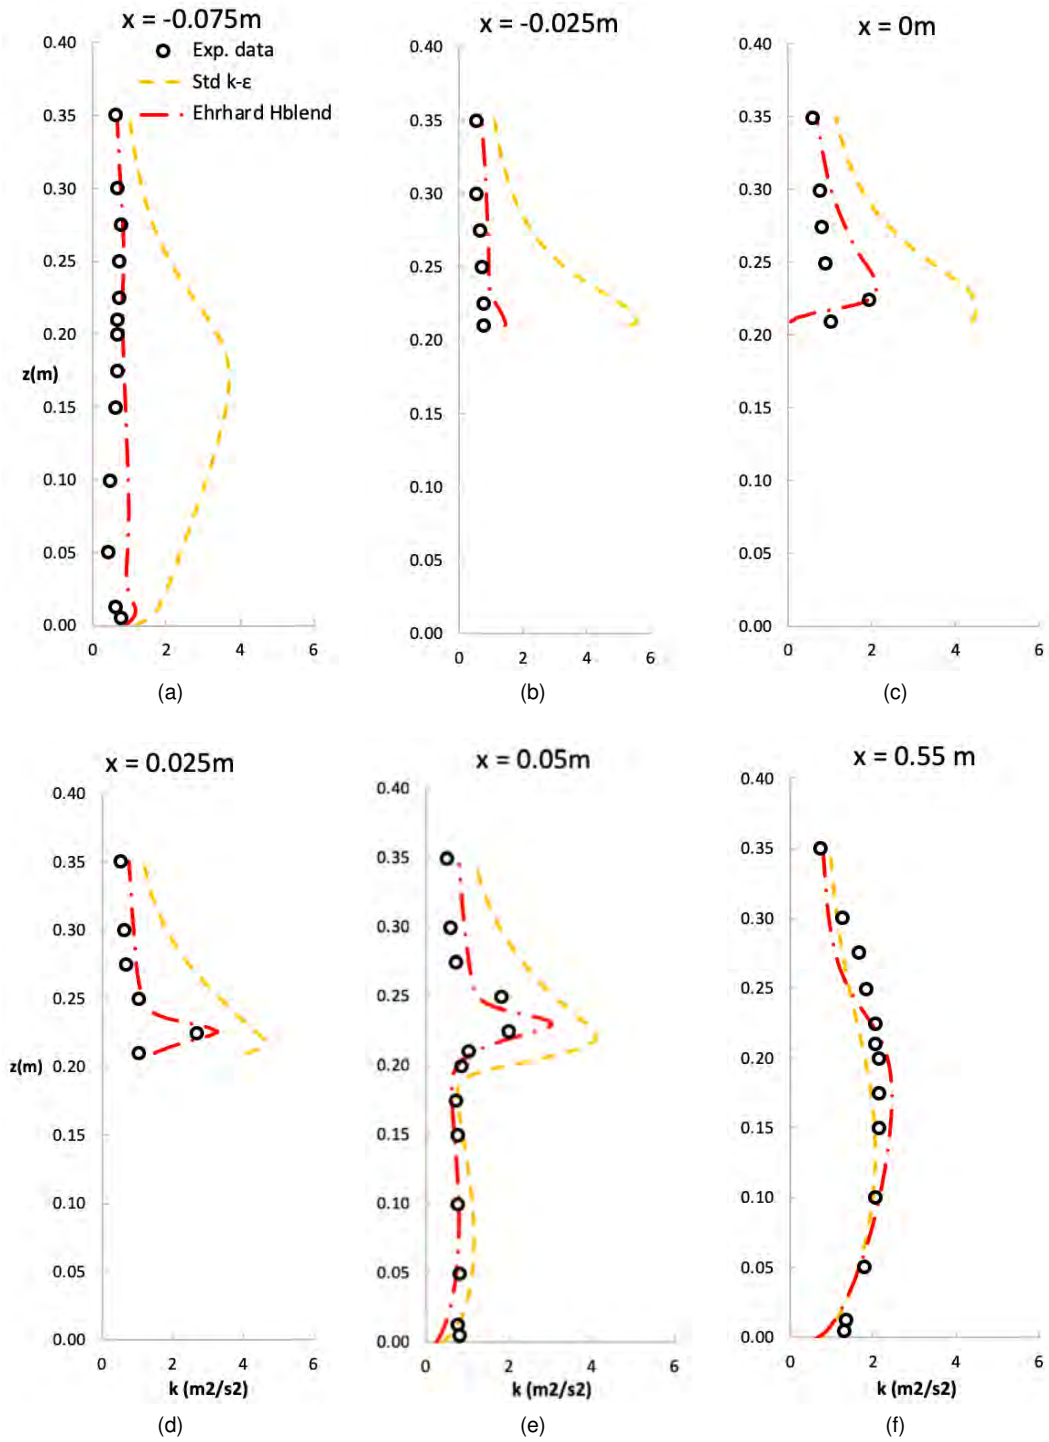 x = -0.075m
0.40
Exp. data
Std k-ε
Ehrhard Hblend
0.35
0.30
0.25
0.20
z(m)
0.15
0.10
0.05
0.00
0 2 4 6
(a)
x = -0.025m
0.40
0.35
0.30
0.25
0.20
0.15
0.10
0.05
0.00
0 2 4 6
(b)
x = 0m
0.40
0.35
0.30
0.25
0.20
0.15
0.10
0.05
0.00
0 2 4 6
(c)
x = 0.025m
0.40
0.35
0.30
0.25
0.20
z(m)
0.15
0.10
0.05
0.00
0 2 4 6
k (m2/s2)
(d)
x = 0.05m
0.40
0.35
0.30
0.25
0.20
0.15
0.10
0.05
0.00
0 2 4 6
k (m2/s2)
(e)
x = 0.55 m
0.40
0.35
0.30
0.25
0.20
0.15
0.10
0.05
0.00
0 2 4 6
k (m2/s2)
(f)